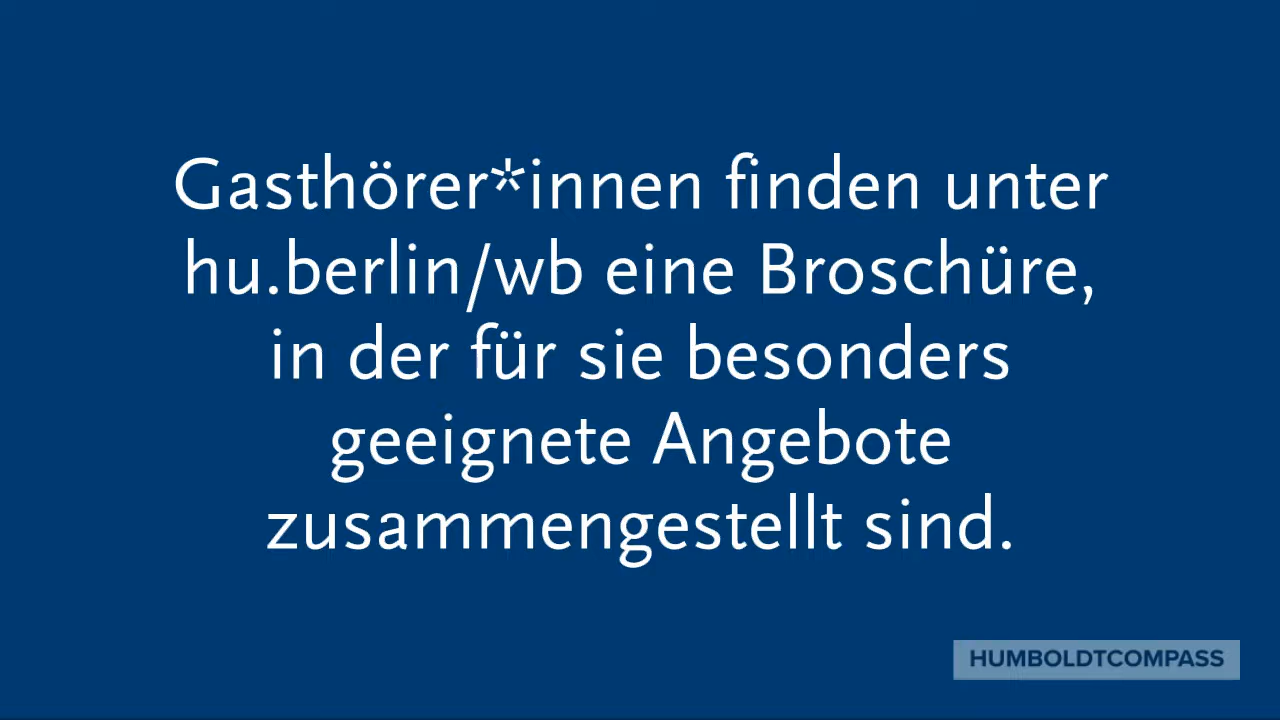 Gasthörer*innen finden unter
hu.berlin/wb eine Broschüre,
in der für sie besonders
geeignete Angebote
zusammengestellt sind.
HUMBOLDTCOMPASS